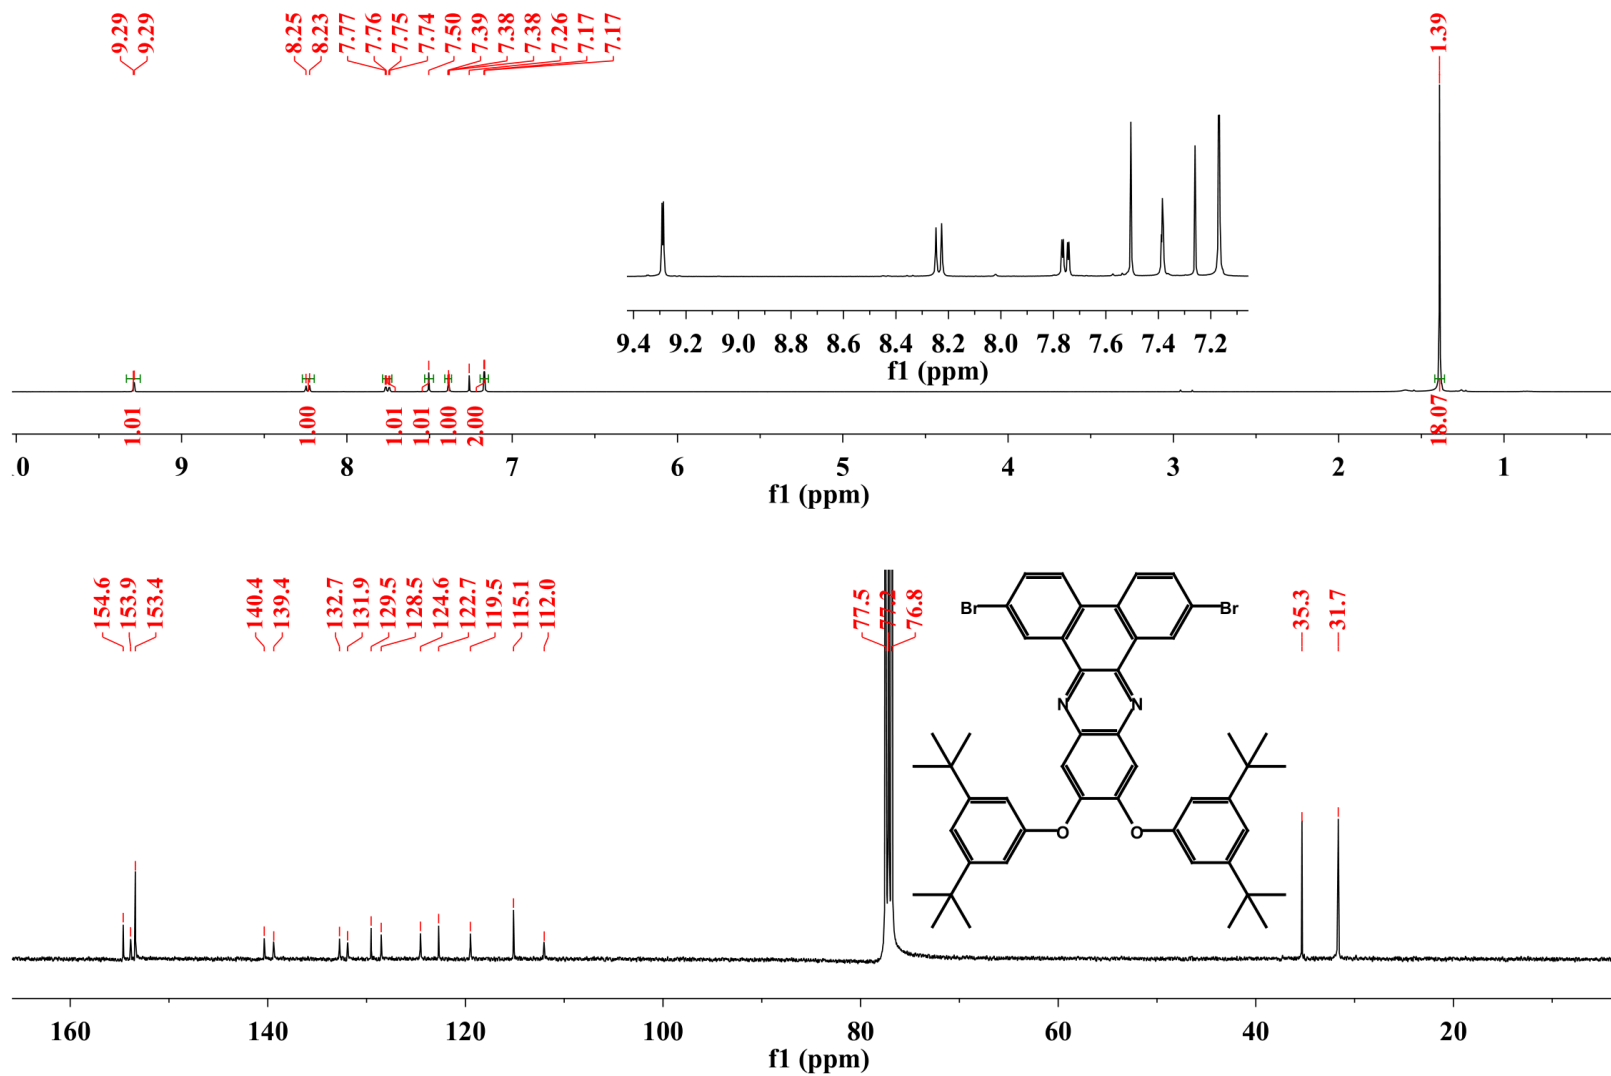 9.29 9.29 8.25 8.23 7.77 7.76 7.75 7.74 7.50 7.39 7.38 7.38 7.26 7.17 7.17 1.39
9.4 9.2 9.0 8.8 8.6 8.4 8.2 8.0 7.8 7.6 7.4 7.2
f1 (ppm)
1.01 1.00 1.01 1.01 1.00 2.00 18.07
.0 9 8 7 6 5 4 3 2 1
f1 (ppm)
154.6 153.9 153.4 140.4 139.4 132.7 131.9 129.5 128.5 124.6 122.7 119.5 115.1 112.0 77.5 77.2 76.8 35.3 31.7
Br Br
N N
O O
160 140 120 100 80 60 40 20
f1 (ppm)